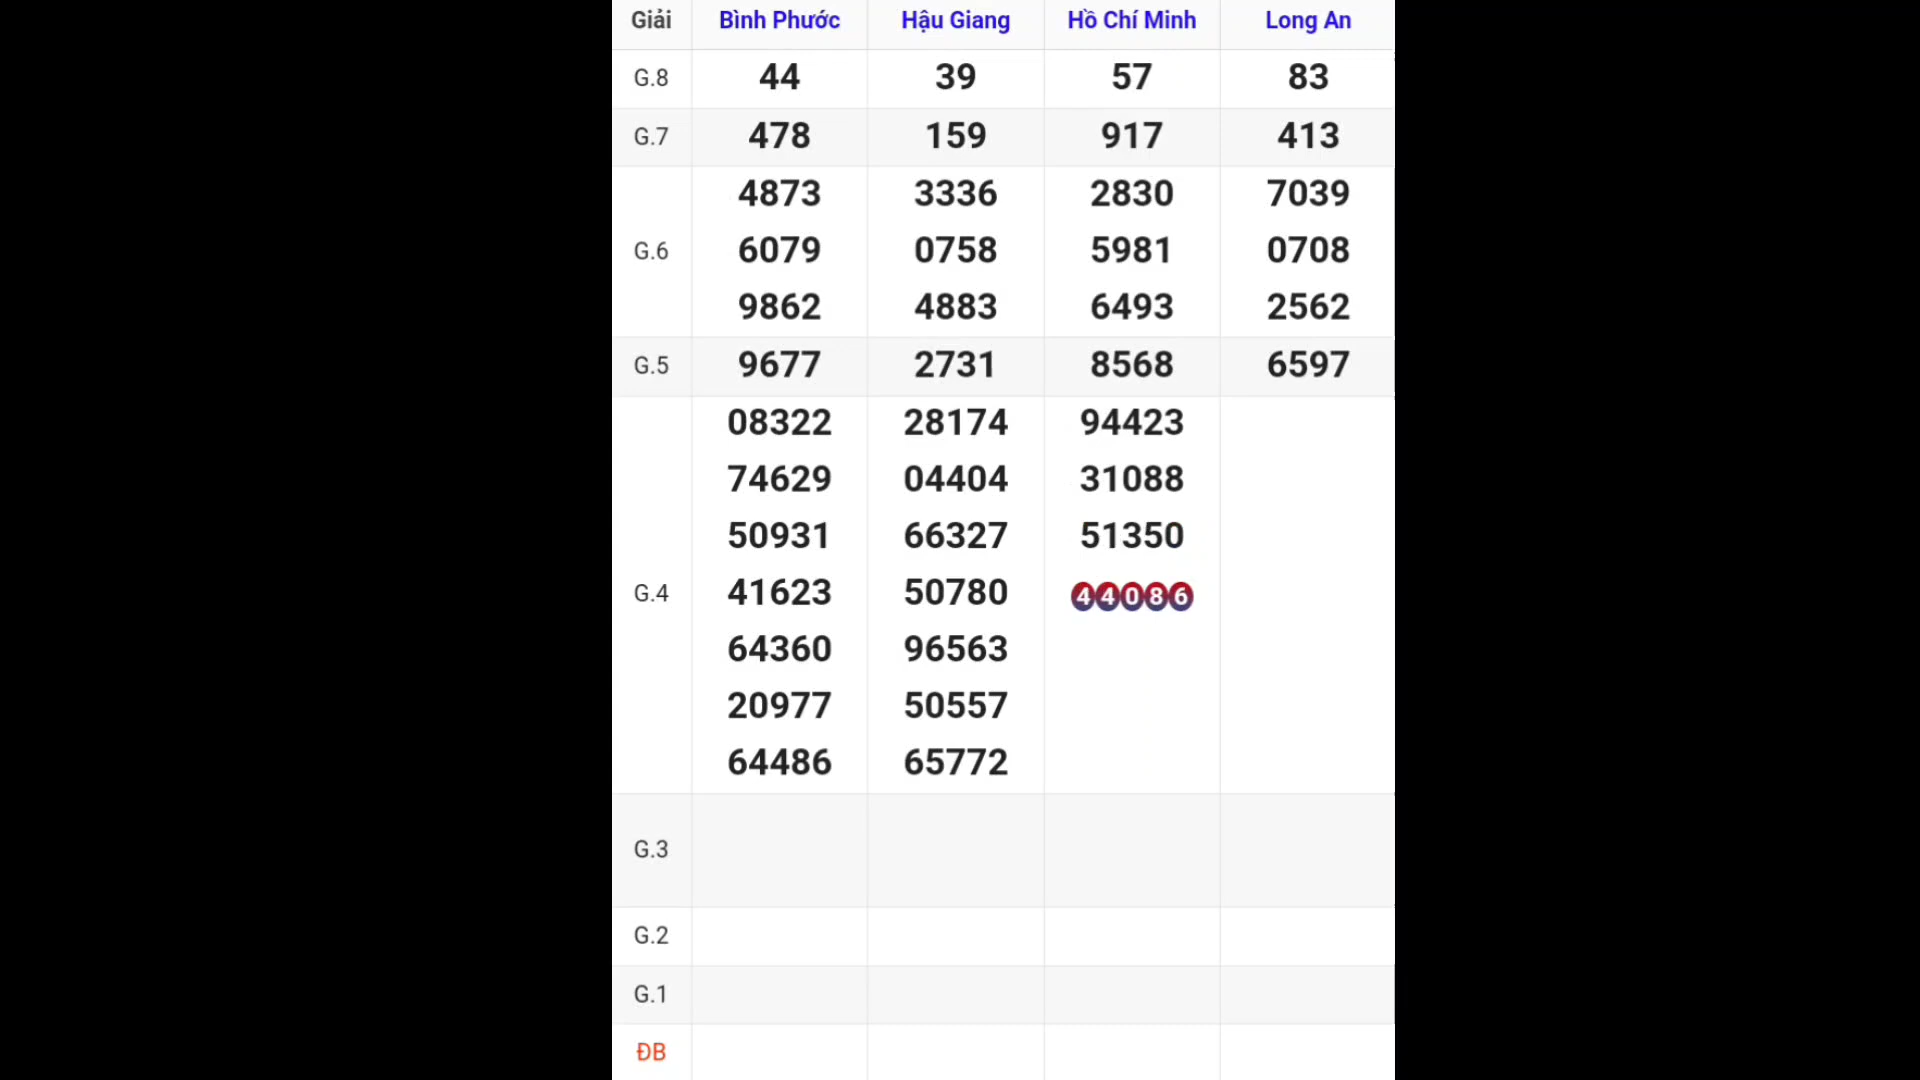 Giải Bình Phước Hậu Giang Hồ Chí Minh Long An
G.8 44 39 57 83
G.7 478 159 917 413
4873 3336 2830 7039
G.6 6079 0758 5981 0708
9862 4883 6493 2562
G.5 9677 2731 8568 6597
08322 28174 94423
74629 04404 31088
50931 66327 51350
G.4 41623 50780 44086
64360 96563
20977 50557
64486 65772
G.3
G.2
G.1
ĐB